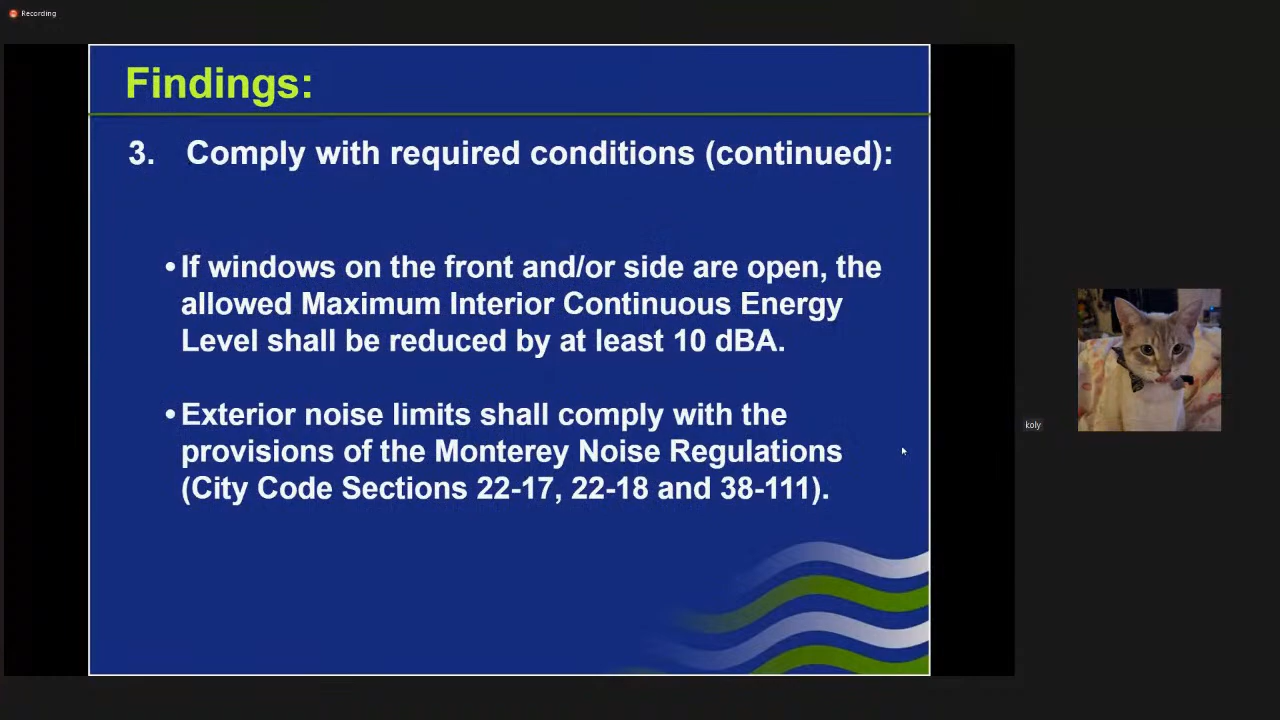 Recording
Findings:
3. Comply with required conditions (continued):
•If windows on the front and/or side are open, the
allowed Maximum Interior Continuous Energy
Level shall be reduced by at least 10 dBA.
•Exterior noise limits shall comply with the
provisions of the Monterey Noise Regulations
(City Code Sections 22-17, 22-18 and 38-111).
koly